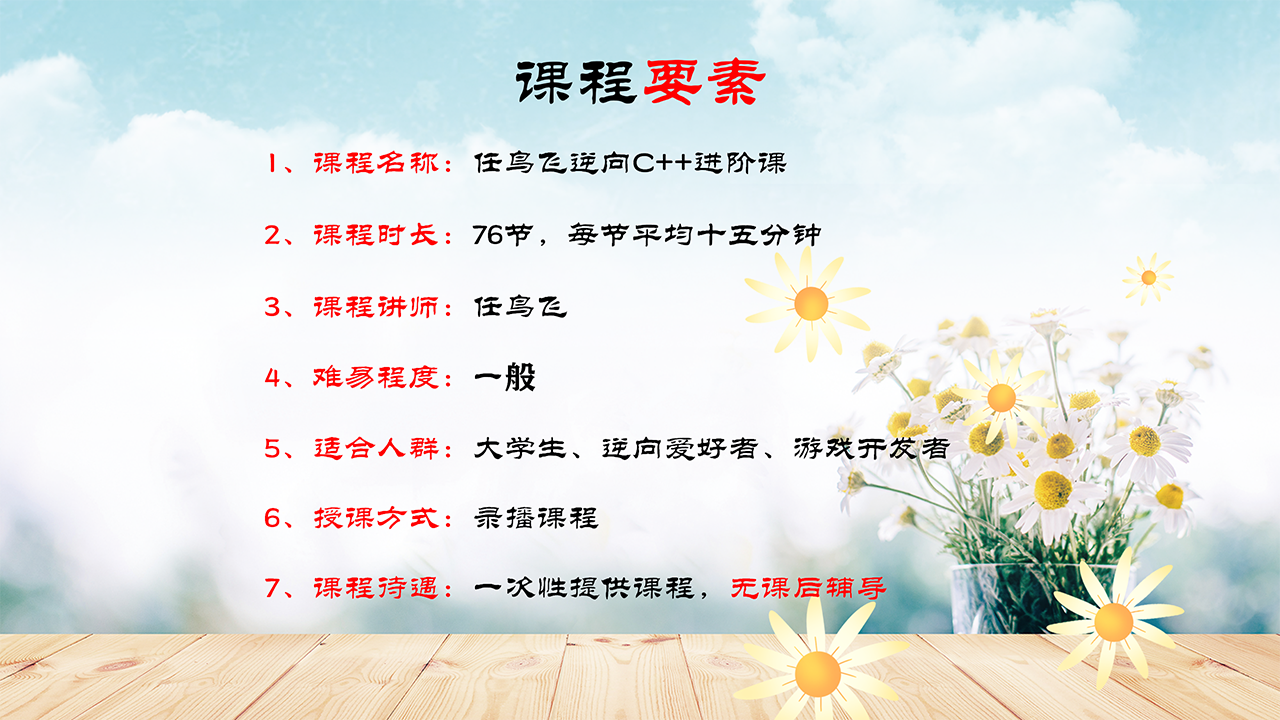 课程要素
1、课程名称：任鸟飞逆向C++进阶课
2、课程时长：76节，每节平均十五分钟
3、课程讲师：任鸟飞
4、难易程度：一般
5、适合人群：大学生、逆向爱好者、游戏开发者
6、授课方式：录播课程
7、课程待遇：一次性提供课程，无课后辅导